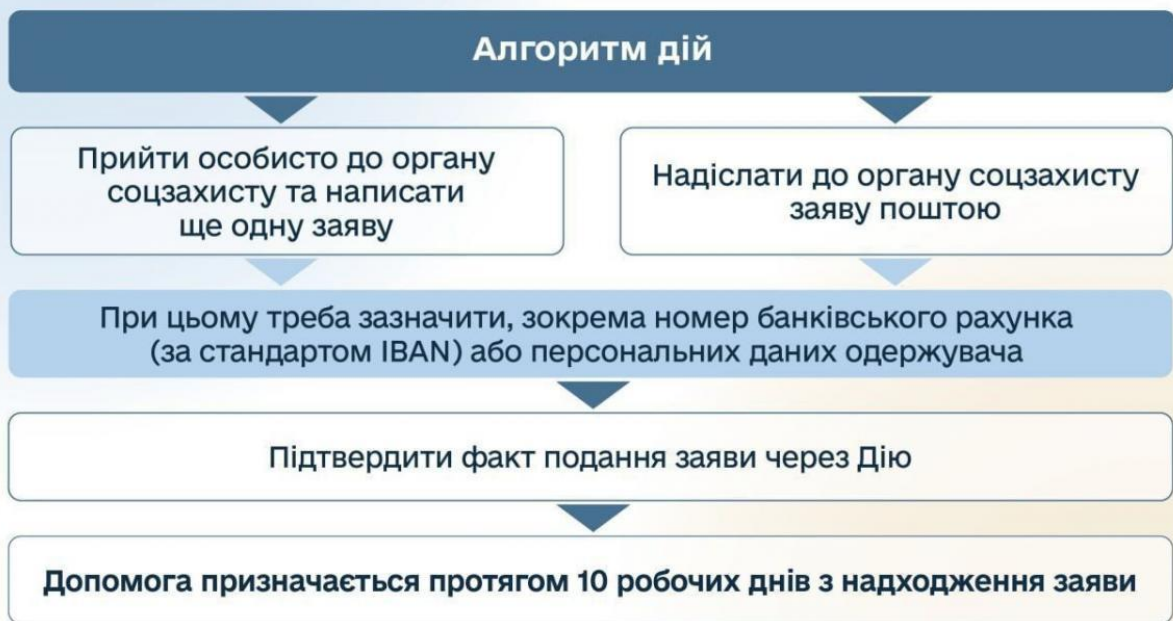 Алгоритм дій
Прийти особисто до органу
соцзахисту та написати
ще одну заяву
Надіслати до органу соцзахисту
заяву поштою
При цьому треба зазначити, зокрема номер банківського рахунка
(за стандартом IBAN) або персональних даних одержувача
Підтвердити факт подання заяви через Дію
Допомога призначається протягом 10 робочих днів з надходження заяви